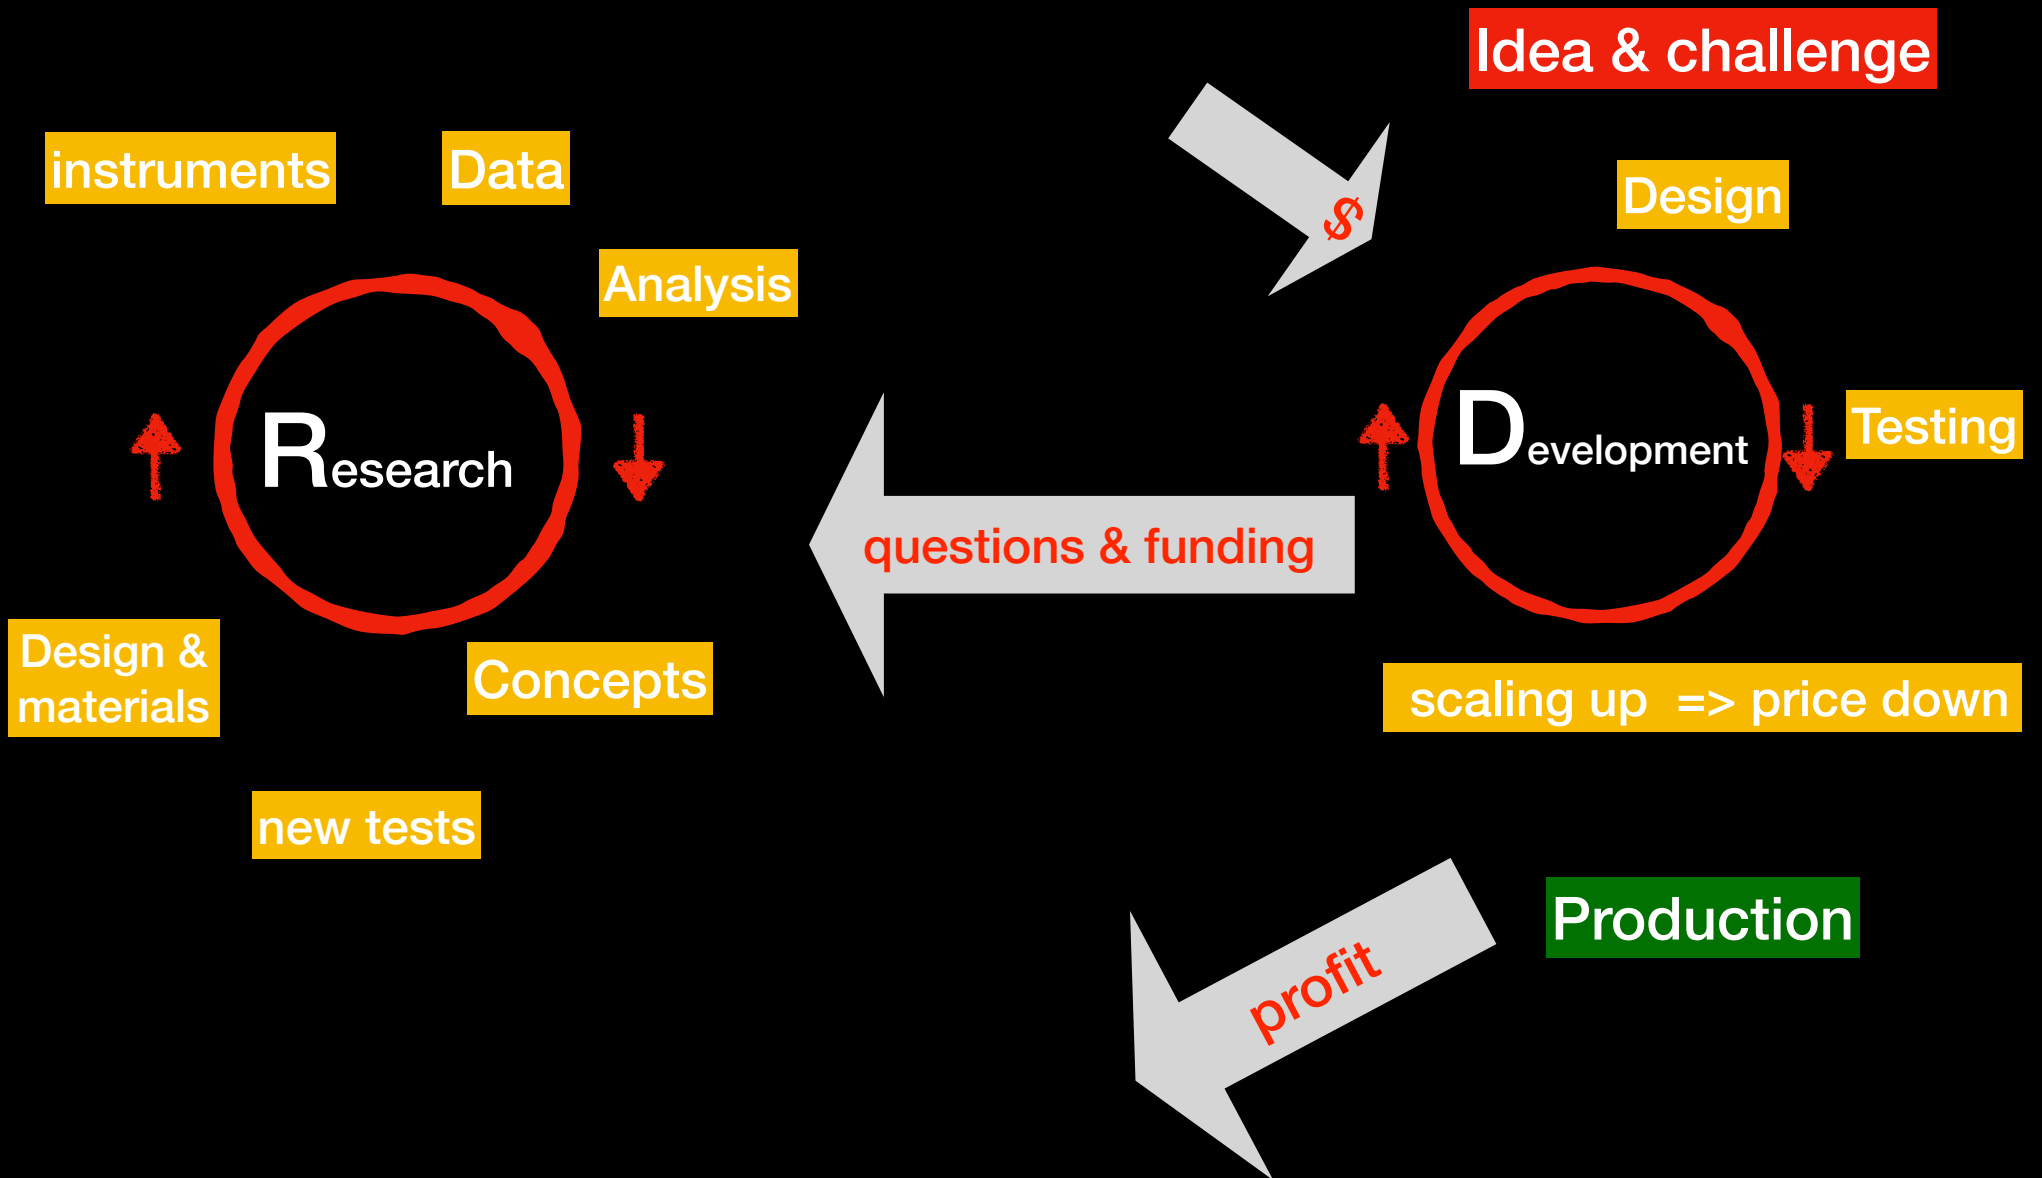 Idea & challenge
instruments
Data
$
Design
Analysis
Research
Development
Testing
questions & funding
Design &
materials
Concepts
scaling up => price down
new tests
Production
profit